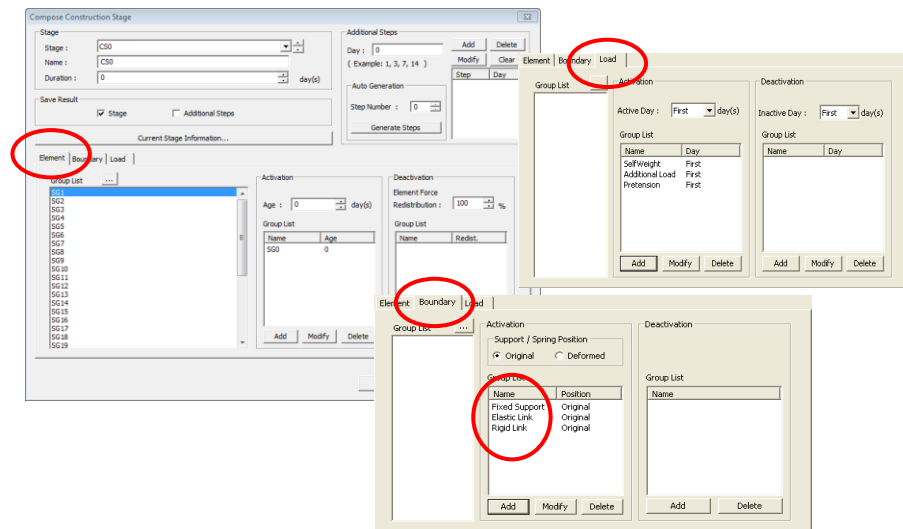 Compose Construction Stage
Stage
Stage : CS0
Name : CS0
Duration : 0 day(s)
Save Result
Stage Additional Steps
Current Stage Information...
Additional Steps
Day : 0 Add Delete
( Example: 1, 3, 7, 14 ) Modify Clear
Step Day
Auto Generation
Step Number : 0
Generate Steps
Element Boundary Load
Group List ...
SG1
SG2
SG3
SG4
SG5
SG6
SG7
SG8
SG9
SG10
SG11
SG12
SG13
SG14
SG15
SG16
SG17
SG18
SG19
Activation
Age : 0 day(s)
Group List
Name Age
SG0 0
Add Modify Delete
Deactivation
Element Force
Redistribution : 100 %
Group List
Name Redist.
Element Boundary Load
Group List ...
Activation
Active Day : First day(s)
Group List
Name Day
SelfWeight First
Additional Load First
Pretension First
Add Modify Delete
Deactivation
Inactive Day : First day(s)
Group List
Name Day
Add Modify Delete
Element Boundary Load
Group List ...
Activation
Support / Spring Position
Original Deformed
Group List
Name Position
Fixed Support Original
Elastic Link Original
Rigid Link Original
Add Modify Delete
Deactivation
Group List
Name
Add Delete